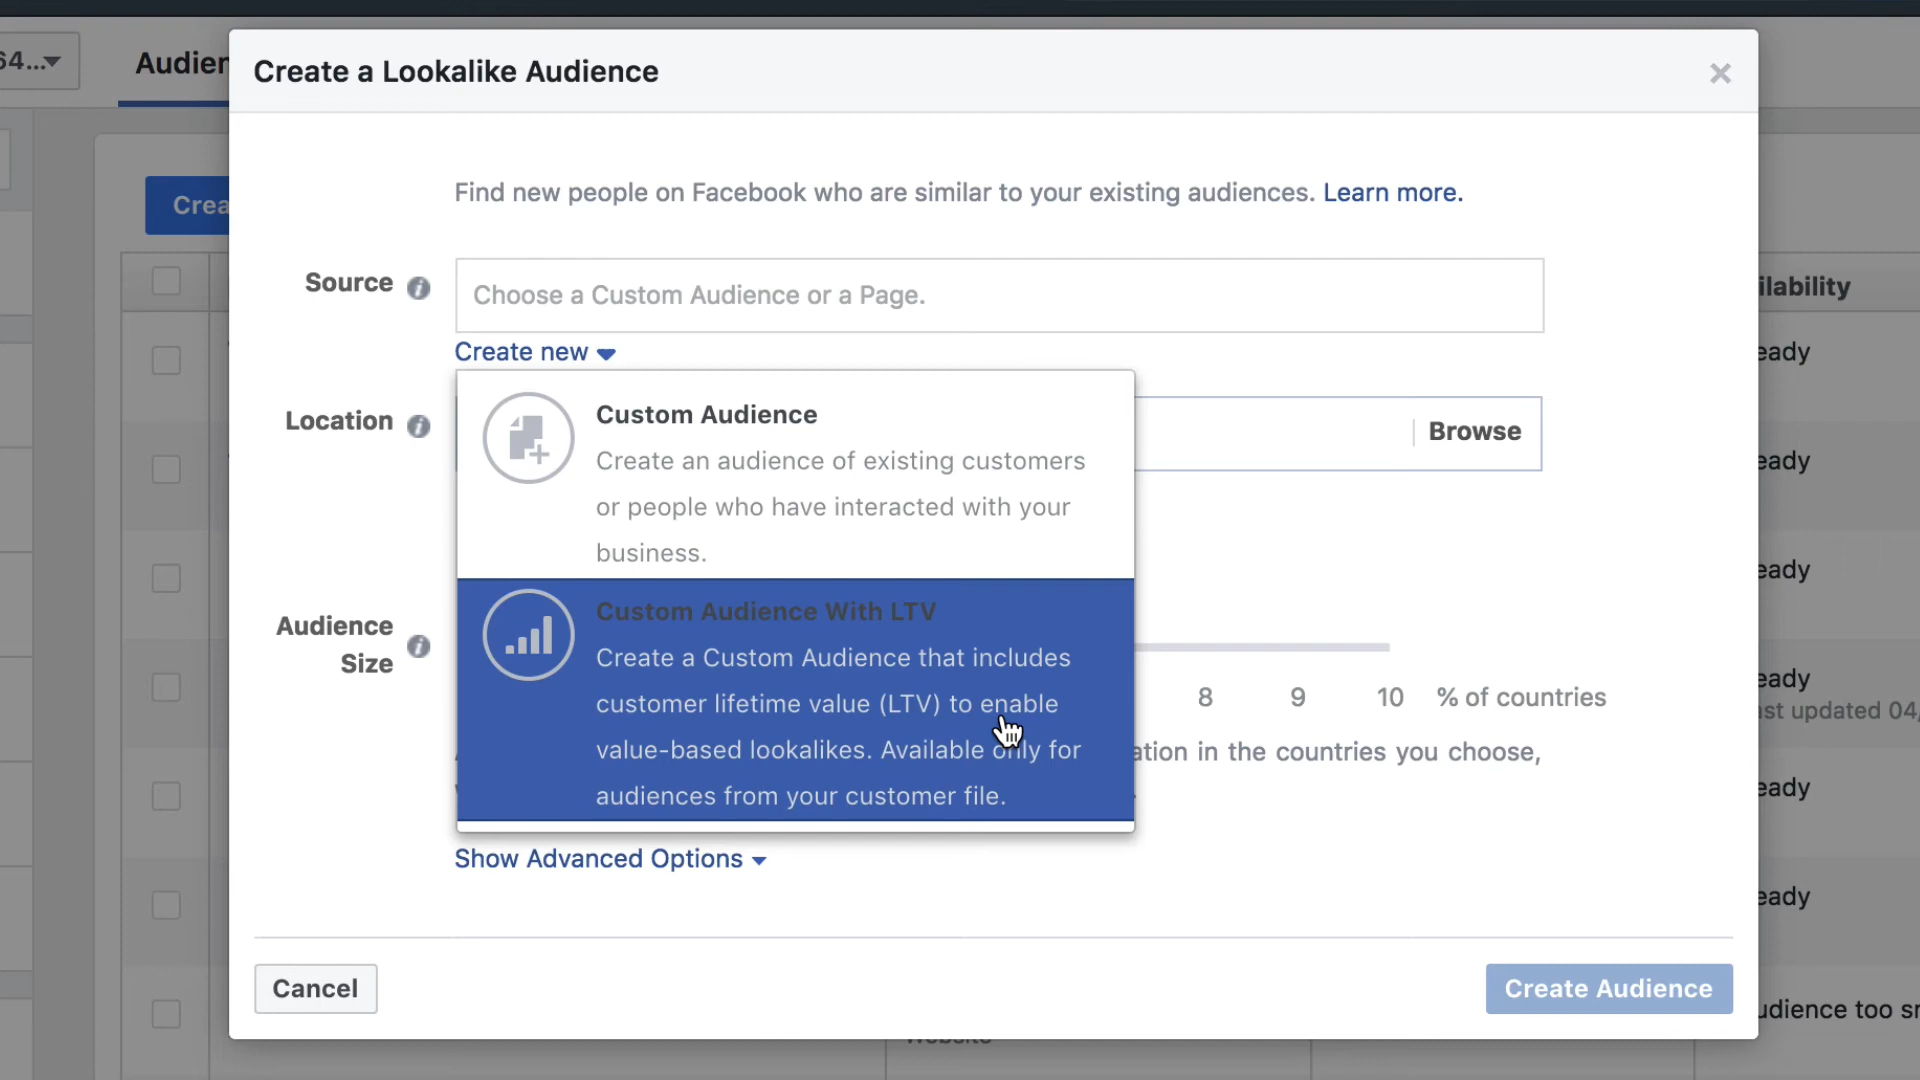 64...
Audien
Create a Lookalike Audience
Find new people on Facebook who are similar to your existing audiences. Learn more.
Crea
Source
Choose a Custom Audience or a Page.
ilability
Create new
eady
Custom Audience
Create an audience of existing customers
or people who have interacted with your
business.
Location
Browse
eady
eady
Custom Audience With LTV
Create a Custom Audience that includes
customer lifetime value (LTV) to enable
value-based lookalikes. Available only for
audiences from your customer file.
Audience
Size
8 9 10 % of countries
eady
st updated 04/
ation in the countries you choose,
eady
Show Advanced Options
eady
Cancel
Create Audience
udience too sm
Website